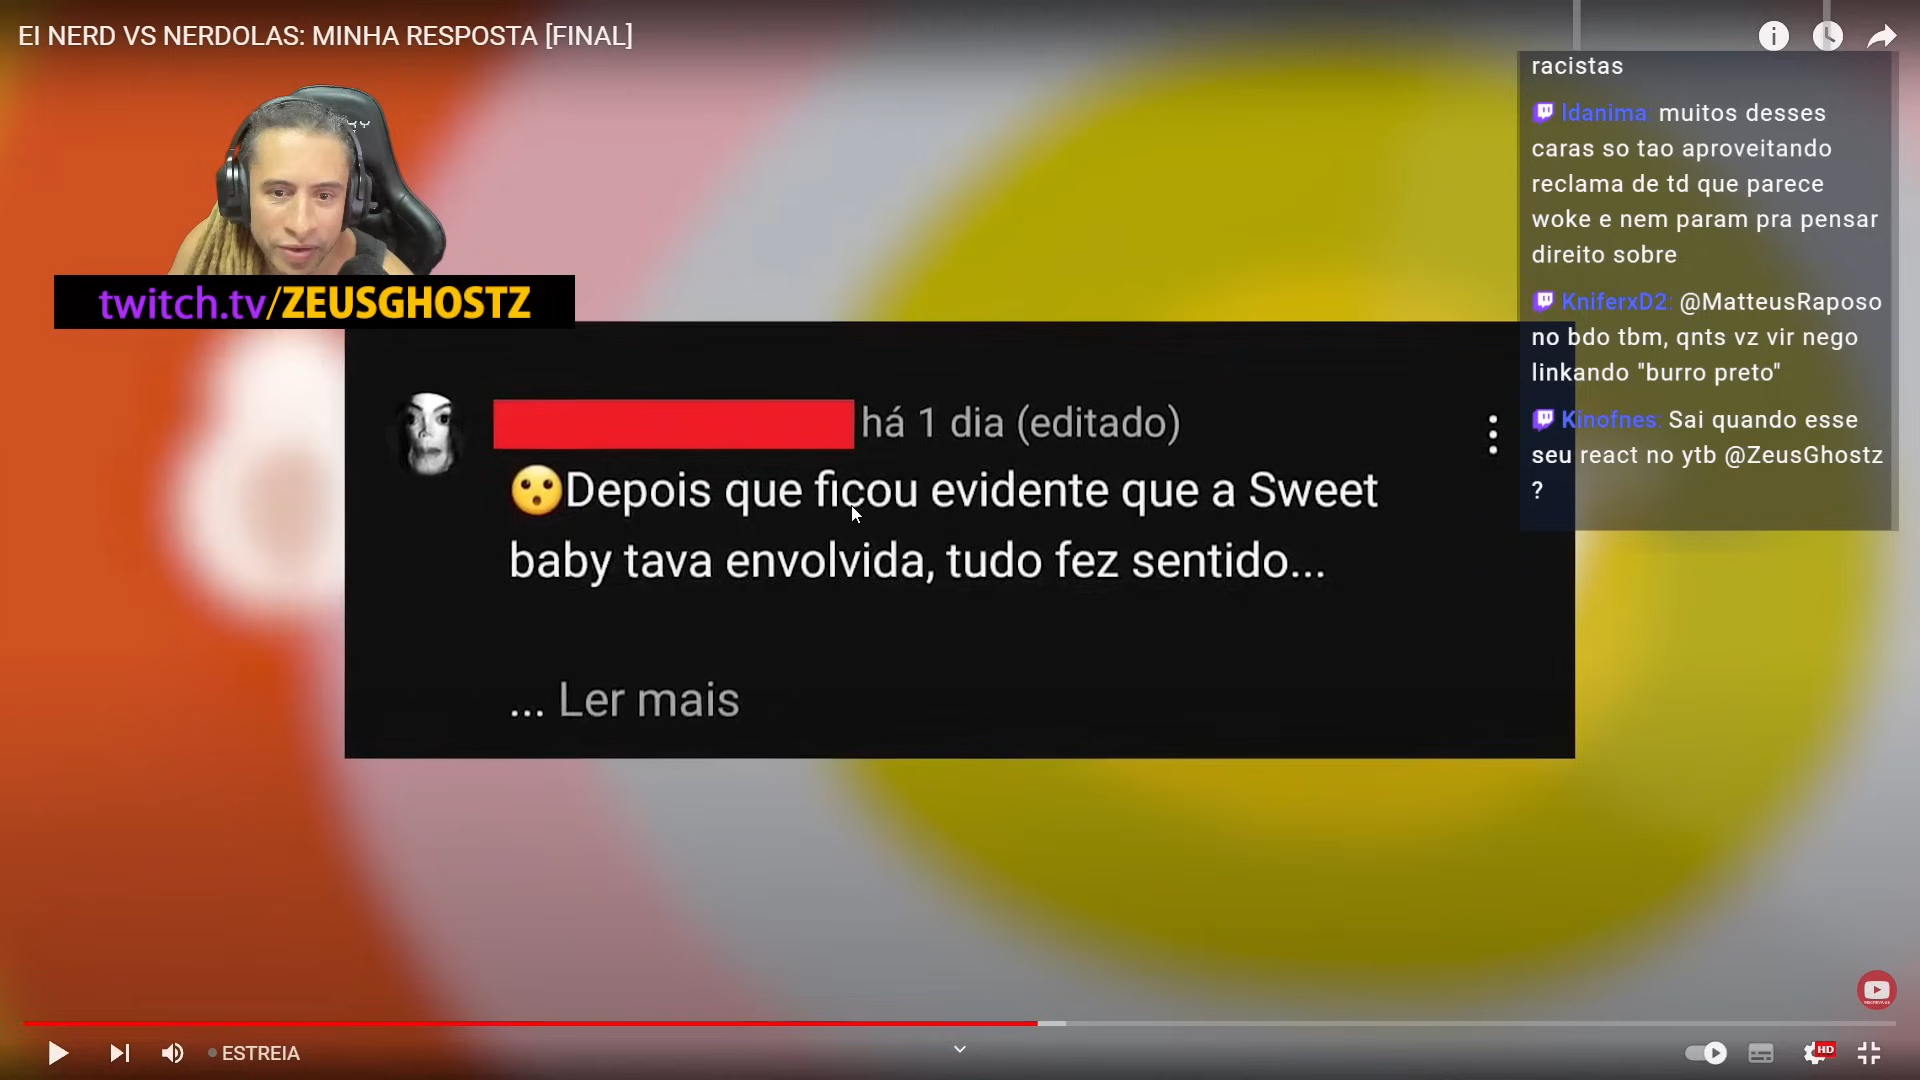 EI NERD VS NERDOLAS: MINHA RESPOSTA [FINAL]
racistas
ldanima muitos desses
caras so tao aproveitando
reclama de td que parece
woke e nem param pra pensar
direito sobre
KniferxD2: @MatteusRaposo
no bdo tbm, qnts vz vir nego
linkando "burro preto"
Kinofnes: Sai quando esse
seu react no ytb @ZeusGhostz
?
twitch.tv/ZEUSGHOSTZ
há 1 dia (editado)
😮Depois que ficou evidente que a Sweet
baby tava envolvida, tudo fez sentido...
... Ler mais
ESTREIA
HD